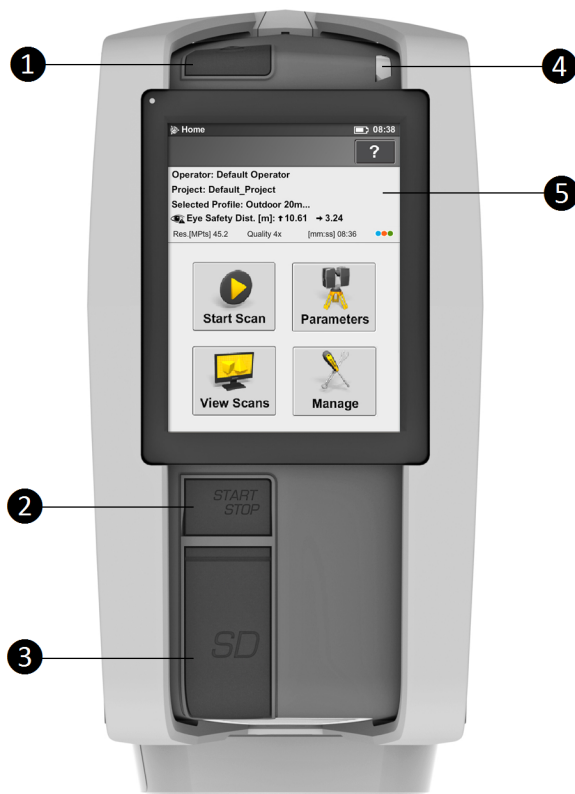 1
4
Home 08:38
?
Operator: Default Operator
Project: Default_Project
Selected Profile: Outdoor 20m...
Eye Safety Dist. [m]: ↑10.61 → 3.24
Res.[MPts] 45.2 Quality 4x [mm:ss] 08:36
5
Start Scan Parameters
View Scans Manage
2
START
STOP
3
SD